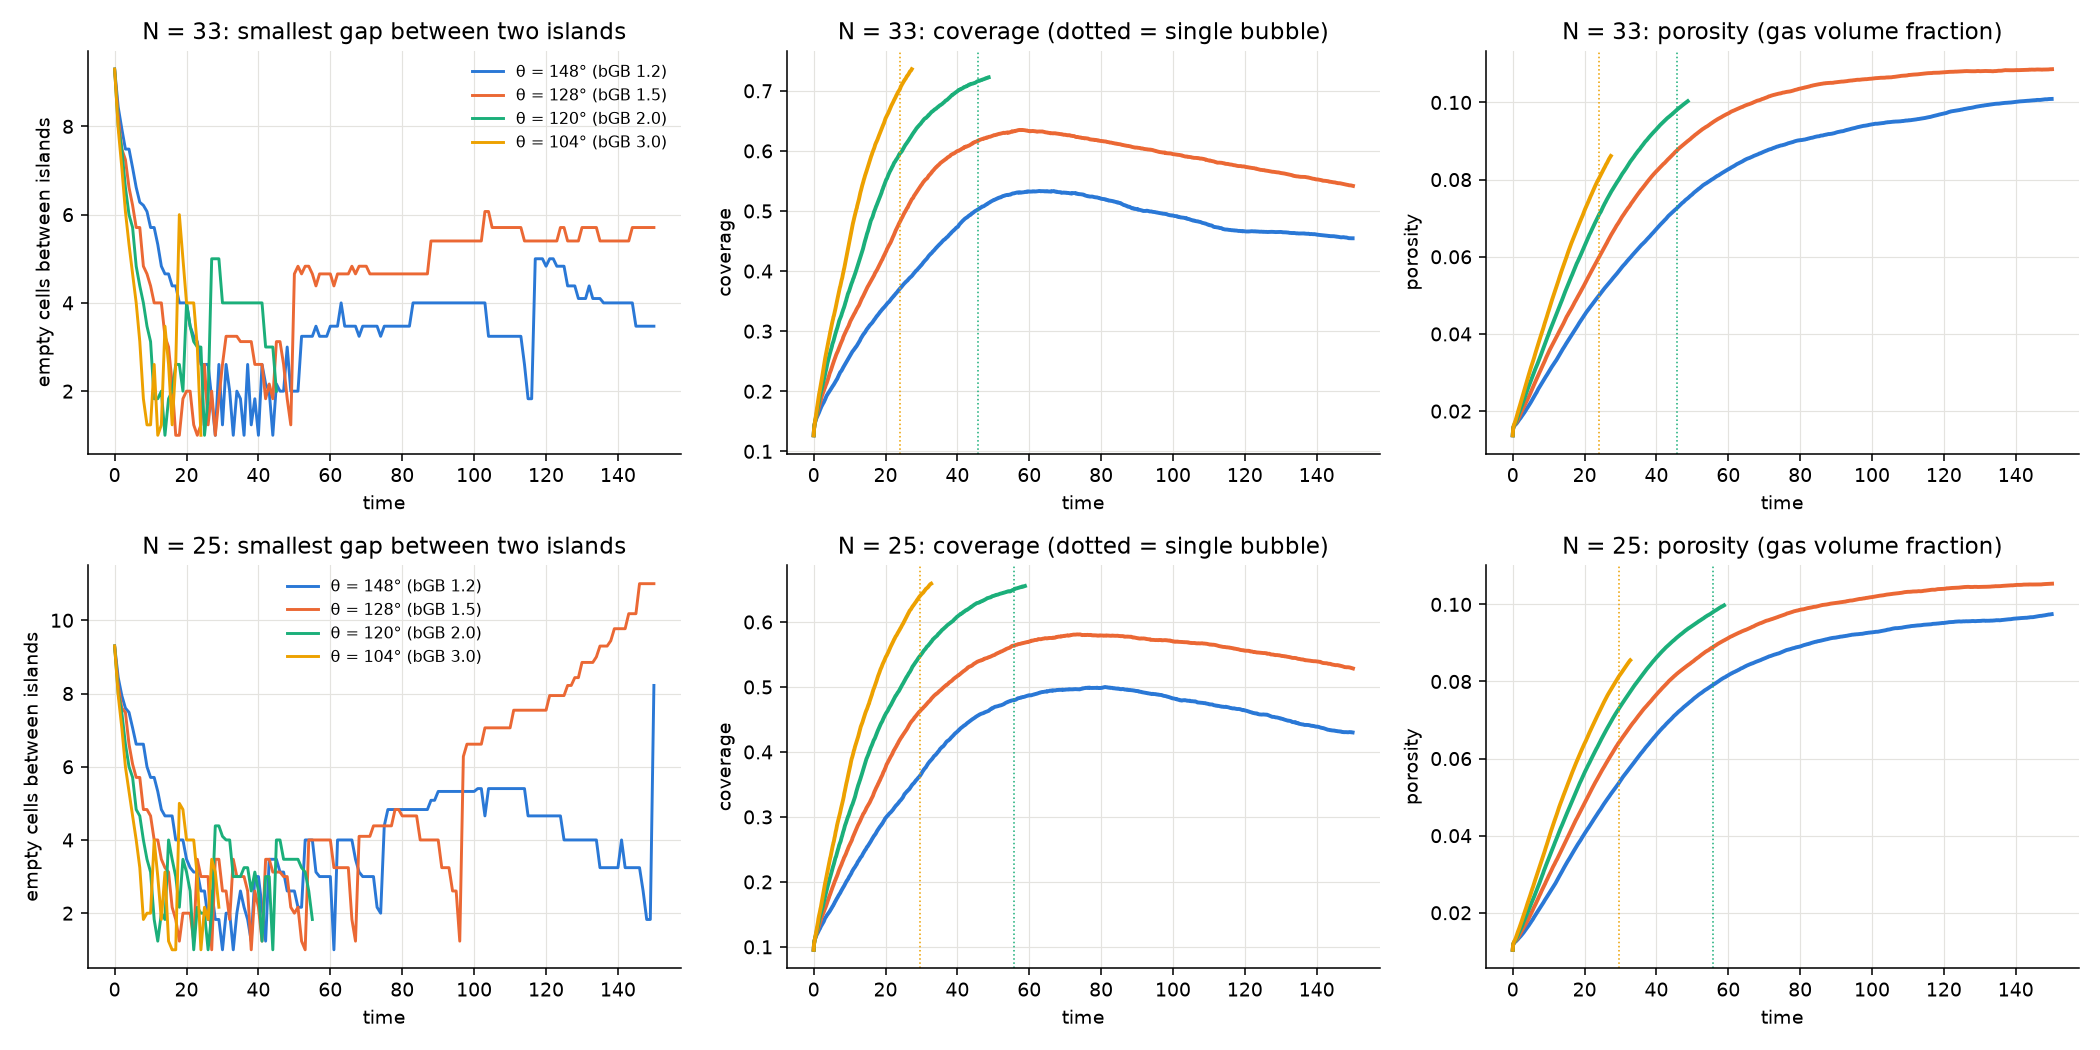 N = 33: smallest gap between two islands
empty cells between islands
8
6
4
2
θ = 148° (bGB 1.2)
θ = 128° (bGB 1.5)
θ = 120° (bGB 2.0)
θ = 104° (bGB 3.0)
0 20 40 60 80 100 120 140
time
N = 33: coverage (dotted = single bubble)
coverage
0.7
0.6
0.5
0.4
0.3
0.2
0.1
0 20 40 60 80 100 120 140
time
N = 33: porosity (gas volume fraction)
porosity
0.10
0.08
0.06
0.04
0.02
0 20 40 60 80 100 120 140
time
N = 25: smallest gap between two islands
empty cells between islands
10
8
6
4
2
θ = 148° (bGB 1.2)
θ = 128° (bGB 1.5)
θ = 120° (bGB 2.0)
θ = 104° (bGB 3.0)
0 20 40 60 80 100 120 140
time
N = 25: coverage (dotted = single bubble)
coverage
0.6
0.5
0.4
0.3
0.2
0.1
0 20 40 60 80 100 120 140
time
N = 25: porosity (gas volume fraction)
porosity
0.10
0.08
0.06
0.04
0.02
0 20 40 60 80 100 120 140
time